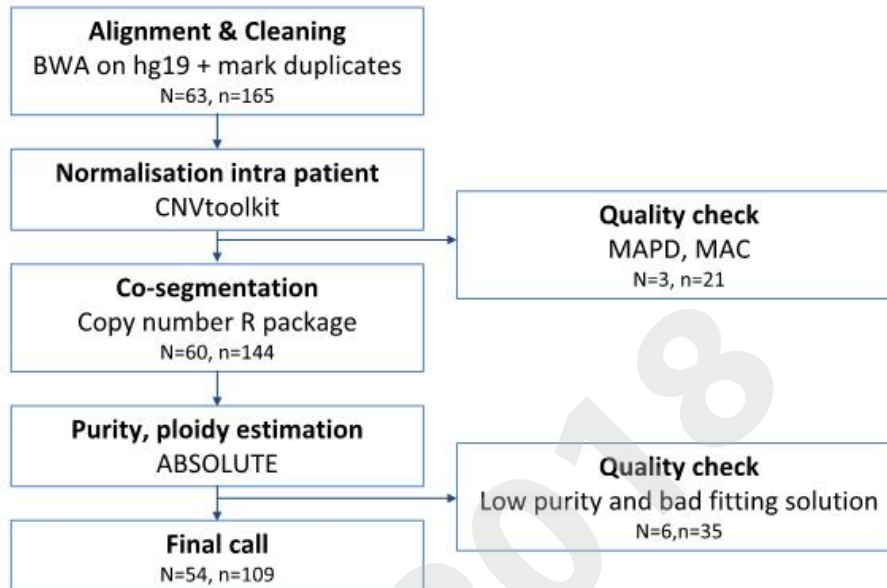 Alignment & Cleaning
BWA on hg19 + mark duplicates
N=63, n=165
Normalisation intra patient
CNVtoolkit
Quality check
MAPD, MAC
N=3, n=21
Co-segmentation
Copy number R package
N=60, n=144
Purity, ploidy estimation
ABSOLUTE
Quality check
Low purity and bad fitting solution
N=6,n=35
Final call
N=54, n=109
2018